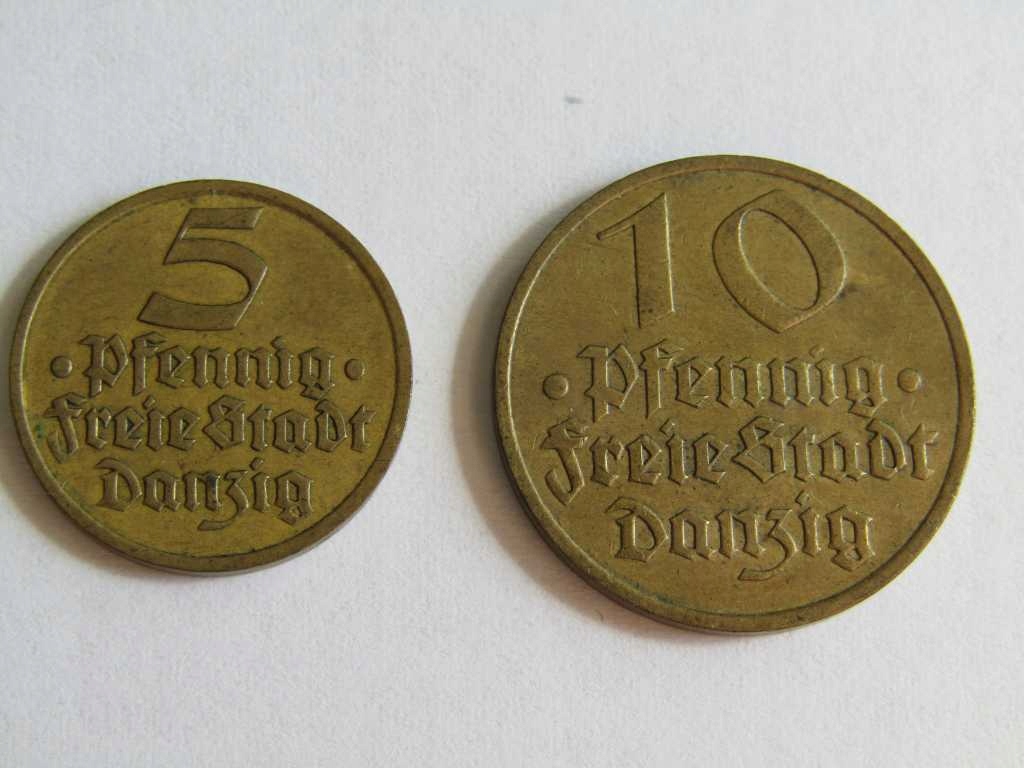 5
· Pfennig ·
Freie Stadt
Danzig
10
· Pfennig ·
Freie Stadt
Danzig